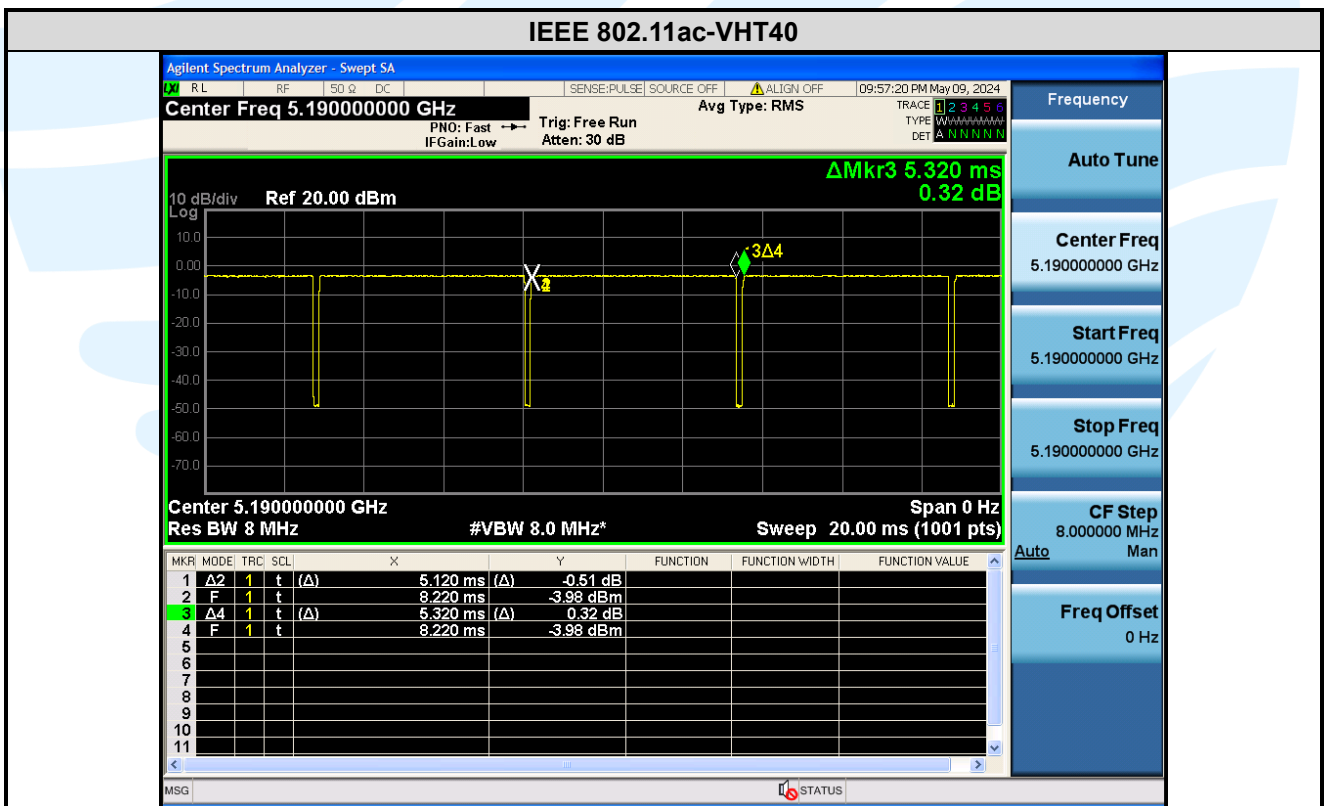 IEEE 802.11ac-VHT40
Agilent Spectrum Analyzer - Swept SA
LXI RL RF 50 Ω DC SENSE:PULSE SOURCE OFF ALIGN OFF 09:57:20 PM May 09, 2024
Center Freq 5.190000000 GHz
PNO: Fast
IFGain:Low
Trig: Free Run
Atten: 30 dB
Avg Type: RMS
TRACE 1 2 3 4 5 6
TYPE WWWWWW
DET A N N N N N
ΔMkr3 5.320 ms
0.32 dB
10 dB/div Ref 20.00 dBm
Log
10.0
0.00
-10.0
-20.0
-30.0
-40.0
-50.0
-60.0
-70.0
3Δ4
Center 5.190000000 GHz Span 0 Hz
Res BW 8 MHz #VBW 8.0 MHz* Sweep 20.00 ms (1001 pts)
MKR MODE TRC SCL X Y FUNCTION FUNCTION WIDTH FUNCTION VALUE
1 Δ2 1 t (Δ) 5.120 ms (Δ) -0.51 dB
2 F 1 t 8.220 ms -3.98 dBm
3 Δ4 1 t (Δ) 5.320 ms (Δ) 0.32 dB
4 F 1 t 8.220 ms -3.98 dBm
5
6
7
8
9
10
11
MSG STATUS
Frequency
Auto Tune
Center Freq
5.190000000 GHz
Start Freq
5.190000000 GHz
Stop Freq
5.190000000 GHz
CF Step
8.000000 MHz
Auto Man
Freq Offset
0 Hz